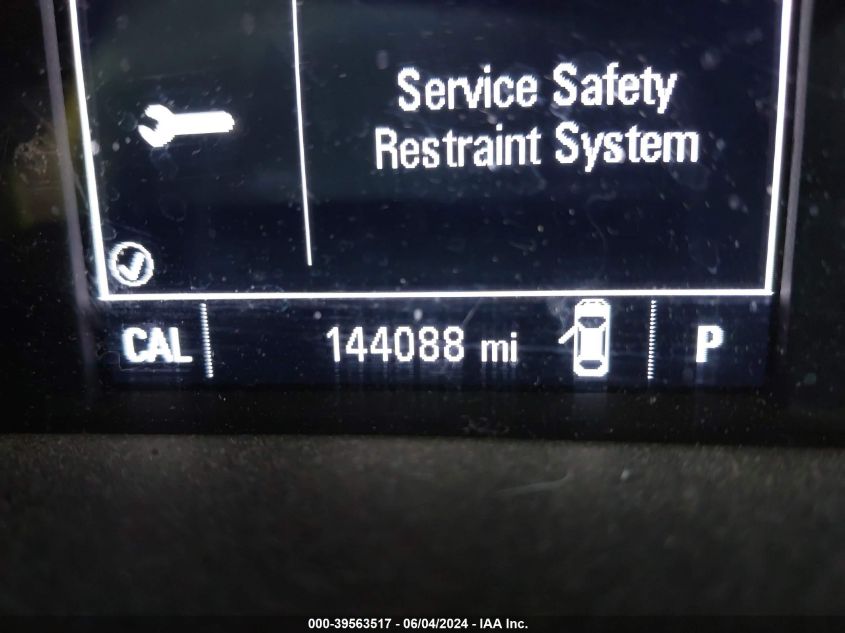 Service Safety
Restraint System
CAL 144088 mi P
000-39563517 - 06/04/2024 - IAA Inc.